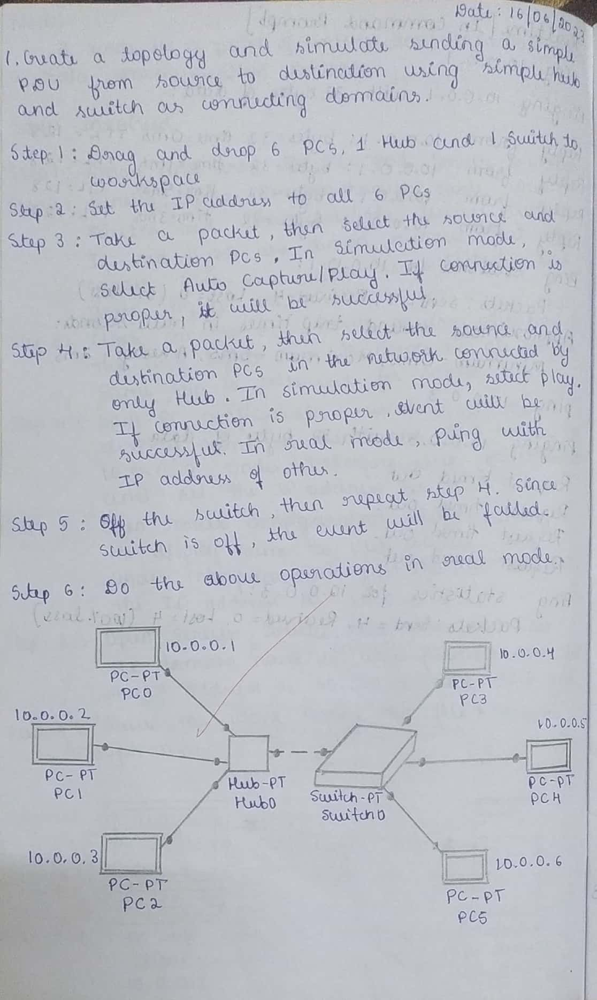 Date: 16/06/2023
1. Create a topology and simulate sending a simple
PDU from source to destination using simple hub
and switch as connecting domains.
Step 1: Drag and drop 6 PCs, 1 Hub and 1 Switch to
workspace
Step 2: Set the IP address to all 6 PCs
Step 3: Take a packet, then select the source and
destination PCs. In Simulation mode,
select Auto Capture/Play. If connection is
proper, it will be successful.
Step 4: Take a packet, then select the source and
destination PCs in the network connected by
only Hub. In simulation mode, select play.
If connection is proper, event will be
successful. In real mode, ping with
IP address of other.
Step 5: Off the switch, then repeat step 4. Since
switch is off, the event will be failed.
Step 6: Do the above operations in real mode.
10.0.0.1
PC-PT
PC0
10.0.0.4
PC-PT
PC3
10.0.0.2
PC-PT
PC1
Hub-PT
Hub0
Switch-PT
Switch0
10.0.0.5
PC-PT
PC4
10.0.0.3
PC-PT
PC2
10.0.0.6
PC-PT
PC5